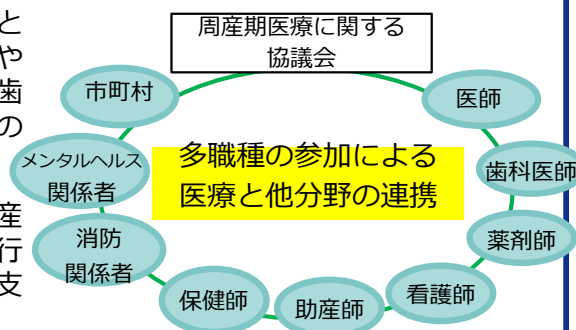 と
や
歯
の
産
行
支
周産期医療に関する
協議会
市町村
医師
メンタルヘルス
関係者
多職種の参加による
医療と他分野の連携
歯科医師
消防
関係者
薬剤師
保健師
助産師
看護師